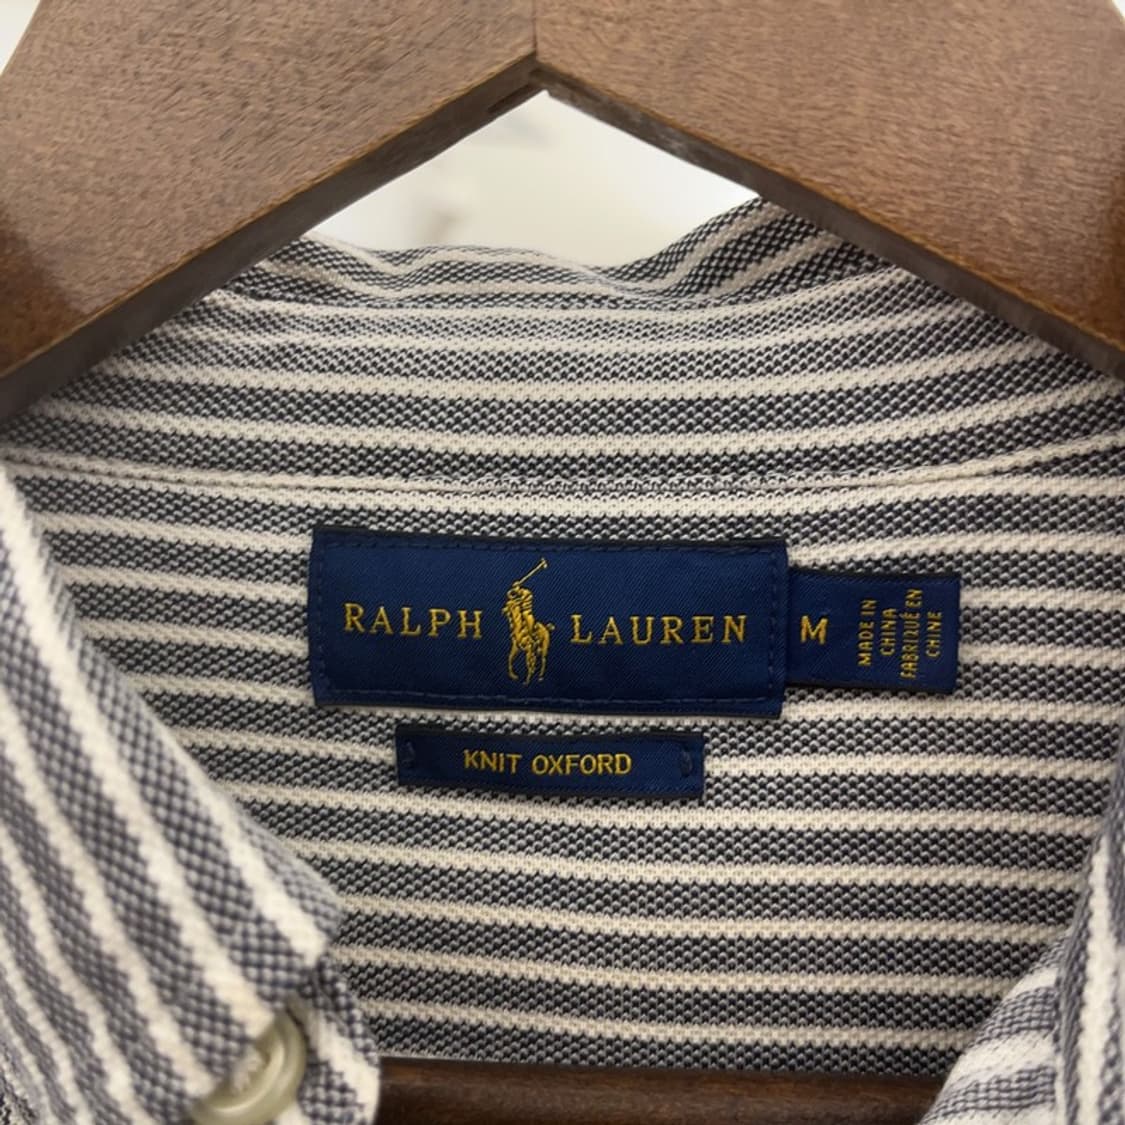 RALPH LAUREN
M
MADE IN
CHINA
FABRIQUÉ EN
CHINE
KNIT OXFORD